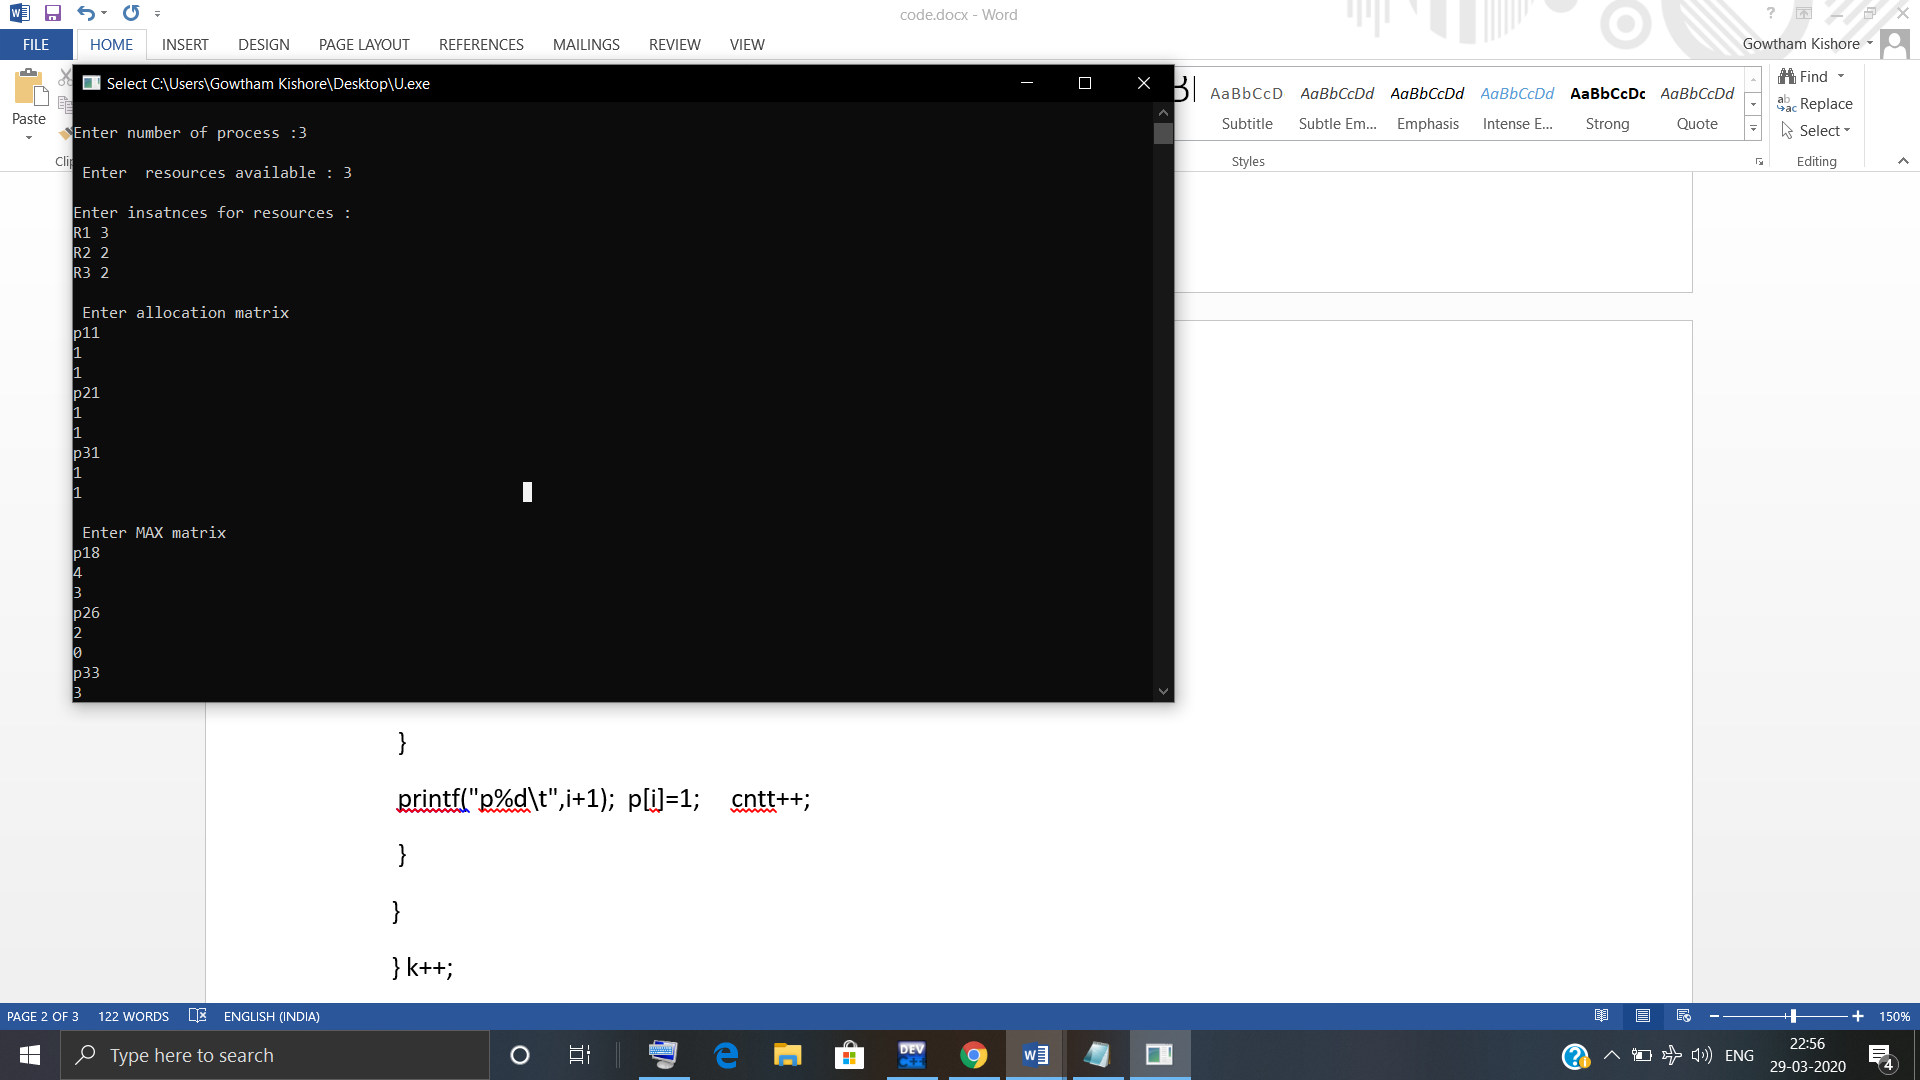 code.docx - Word
FILE HOME INSERT DESIGN PAGE LAYOUT REFERENCES MAILINGS REVIEW VIEW
Gowtham Kishore
Select C:\Users\Gowtham Kishore\Desktop\U.exe
Paste
AaBbCcD AaBbCcDd AaBbCcDd AaBbCcDd AaBbCcDc AaBbCcDd
Subtitle Subtle Em... Emphasis Intense E... Strong Quote
Styles
Find
Replace
Select
Editing
Enter number of process :3
Enter  resources available : 3
Enter insatnces for resources :
R1 3
R2 2
R3 2
Enter allocation matrix
p11
1
1
p21
1
1
p31
1
1
Enter MAX matrix
p18
4
3
p26
2
0
p33
3
}
printf("p%d\t",i+1);  p[i]=1;     cntt++;
}
}
} k++;
PAGE 2 OF 3 122 WORDS ENGLISH (INDIA) 150%
Type here to search
DEV
ENG
22:56
29-03-2020
4